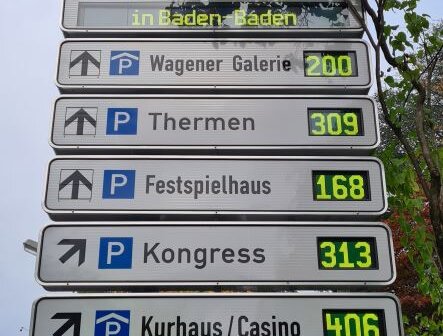 in Baden-Baden
P Wagener Galerie 200
P Thermen 309
P Festspielhaus 168
P Kongress 313
P Kurhaus / Casino 406